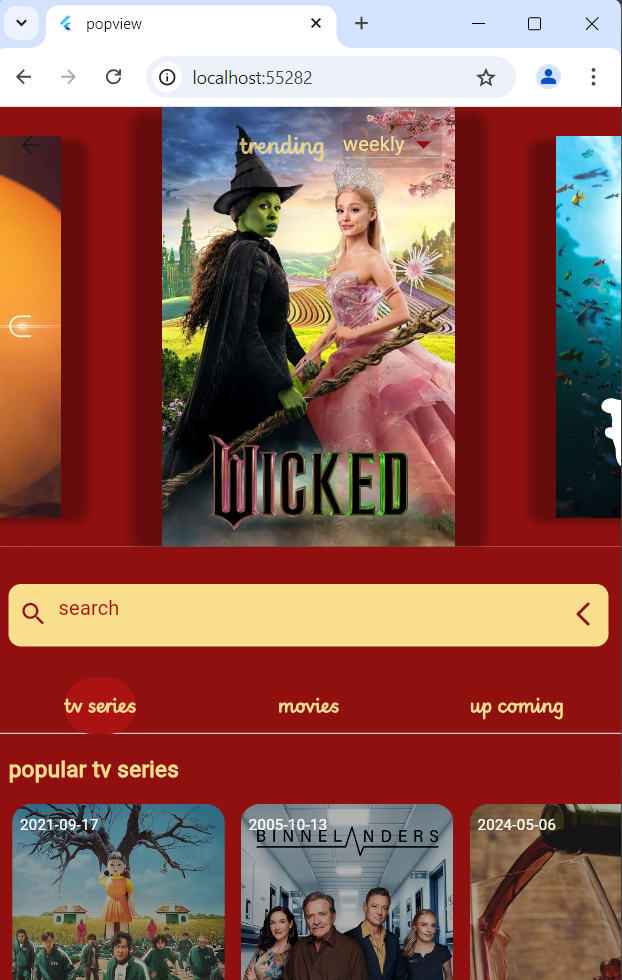 popview
localhost:55282
trending weekly
WICKED
search
tv series movies up coming
popular tv series
2021-09-17 2005-10-13 2024-05-06
BINNELANDERS